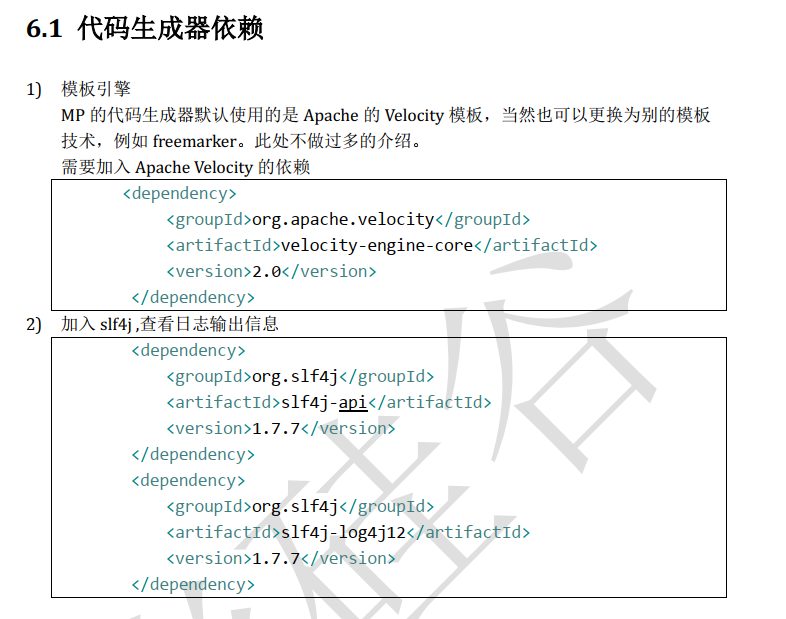 6.1 代码生成器依赖
1) 模板引擎
MP 的代码生成器默认使用的是 Apache 的 Velocity 模板，当然也可以更换为别的模板
技术，例如 freemarker。此处不做过多的介绍。
需要加入 Apache Velocity 的依赖
<dependency>
<groupId>org.apache.velocity</groupId>
<artifactId>velocity-engine-core</artifactId>
<version>2.0</version>
</dependency>
2) 加入 slf4j ,查看日志输出信息
<dependency>
<groupId>org.slf4j</groupId>
<artifactId>slf4j-api</artifactId>
<version>1.7.7</version>
</dependency>
<dependency>
<groupId>org.slf4j</groupId>
<artifactId>slf4j-log4j12</artifactId>
<version>1.7.7</version>
</dependency>
硅谷